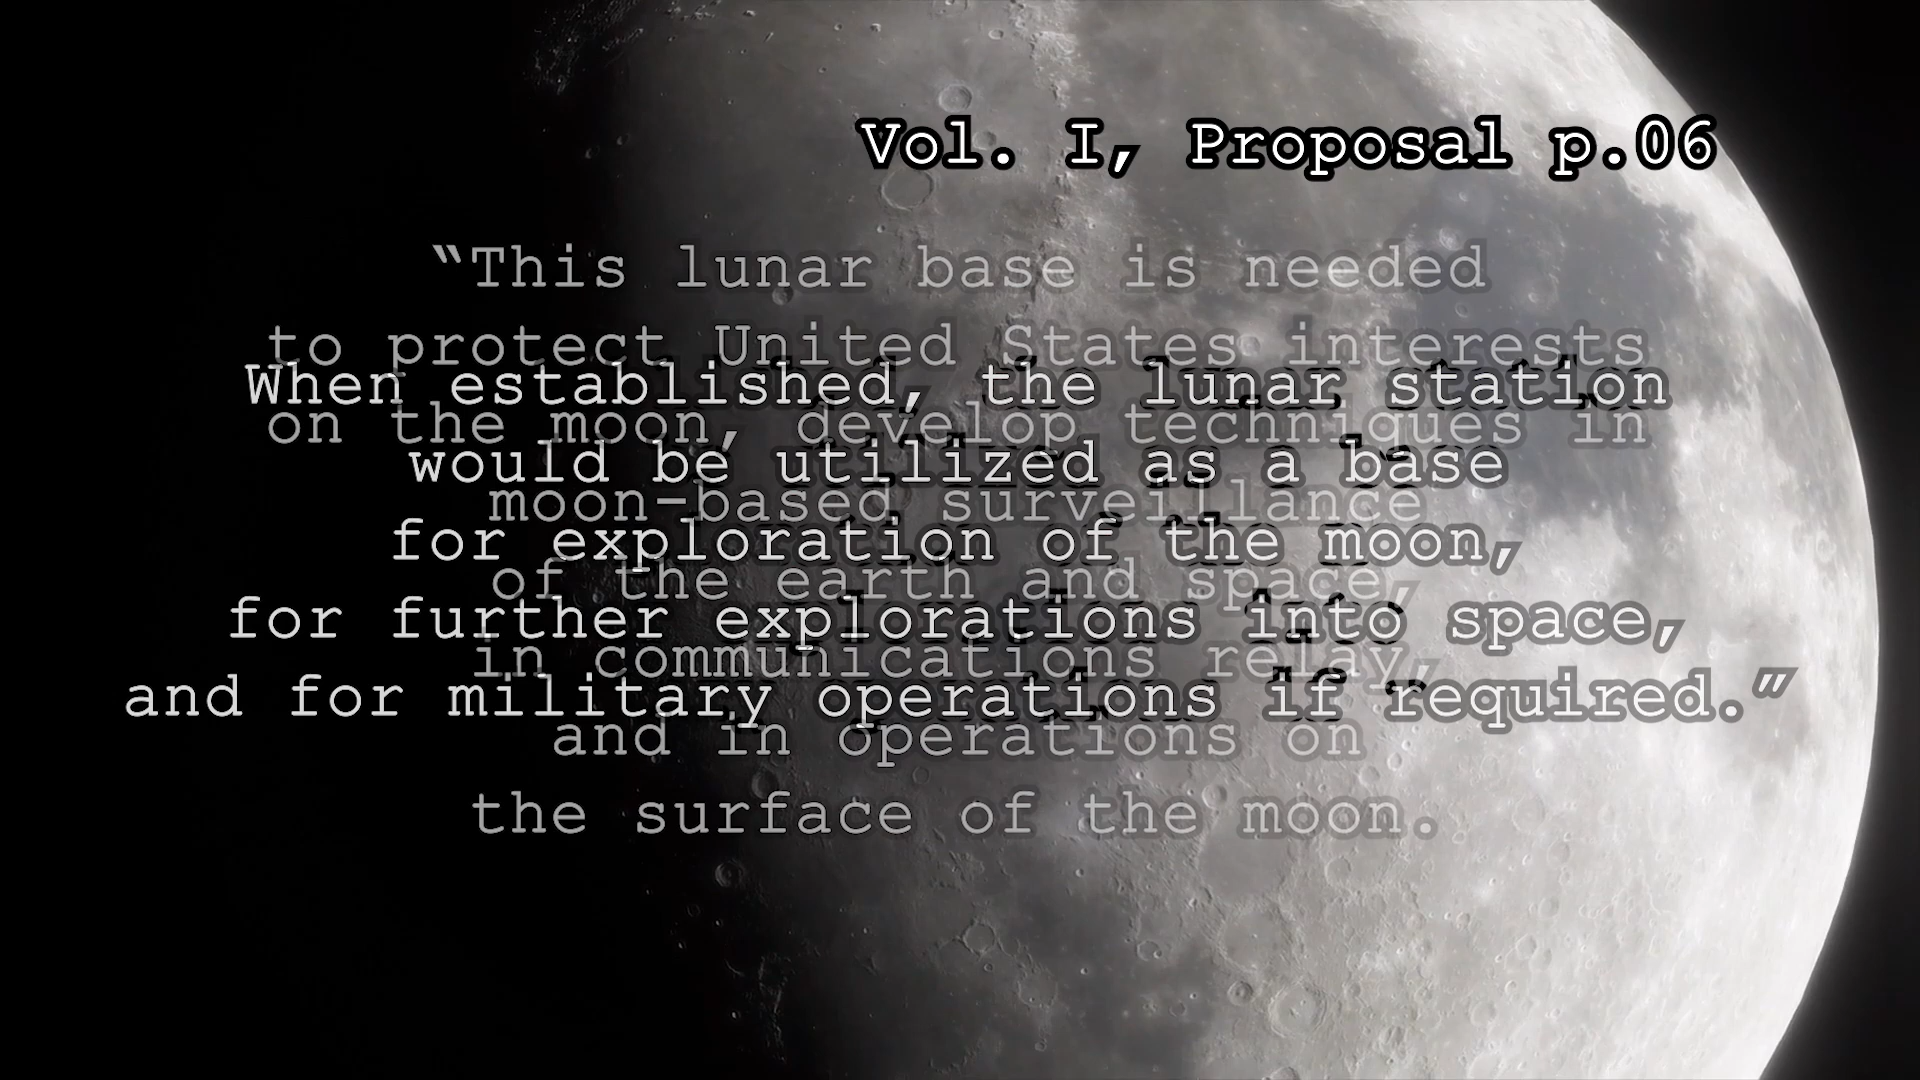 Vol. I, Proposal p.06
“This lunar base is needed
to protect United States interests
on the moon, develop techniques in
moon-based surveillance
of the earth and space,
in communications relay,
and in operations on
the surface of the moon.
When established, the lunar station
would be utilized as a base
for exploration of the moon,
for further explorations into space,
and for military operations if required.”